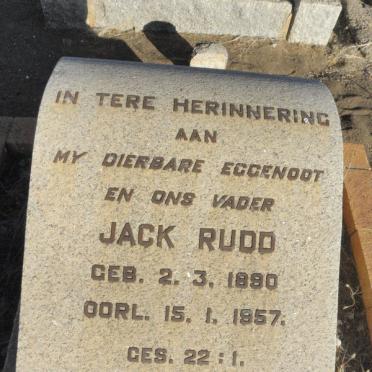 IN TERE HERINNERING
AAN
MY DIERBARE EGGENOOT
EN ONS VADER
JACK RUDD
GEB. 2. 3. 1890
OORL. 15. 1. 1957.
GES. 22 : 1.